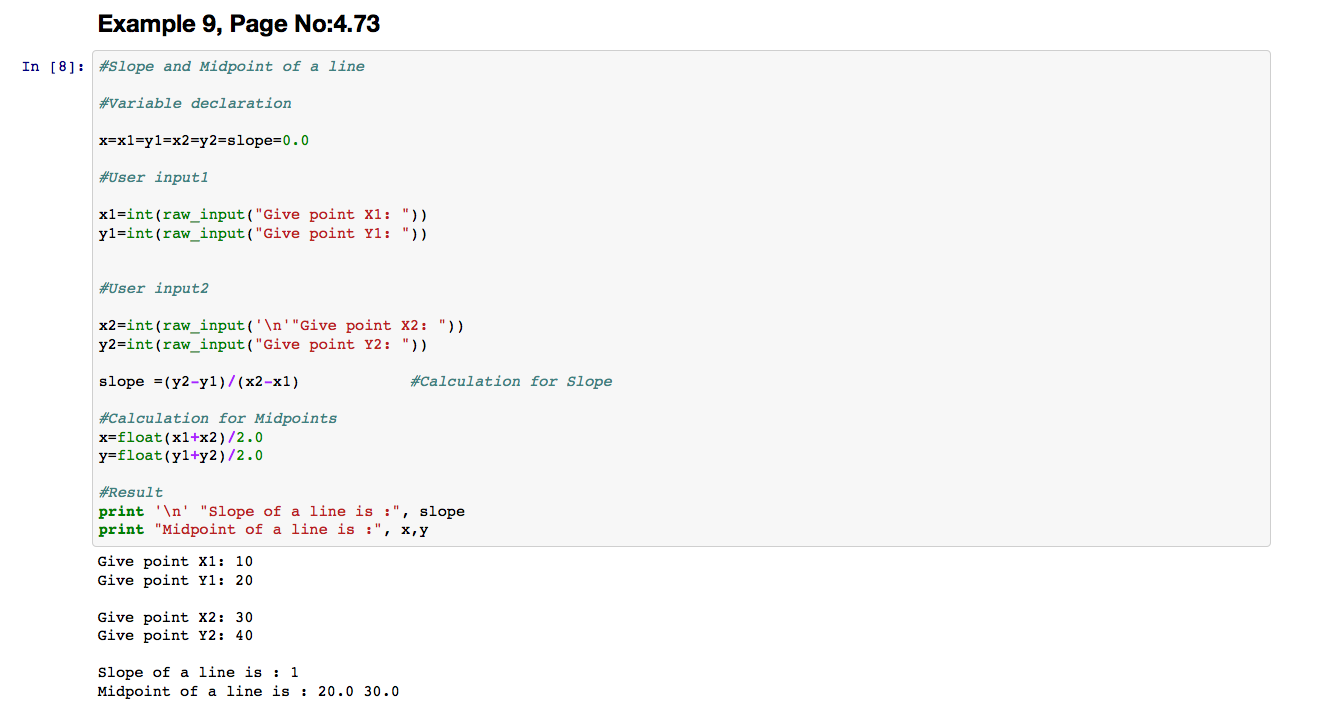 Example 9, Page No:4.73
In [8]: #Slope and Midpoint of a line
#Variable declaration
x=x1=y1=x2=y2=slope=0.0
#User input1
x1=int(raw_input("Give point X1: "))
y1=int(raw_input("Give point Y1: "))
#User input2
x2=int(raw_input('\n'"Give point X2: "))
y2=int(raw_input("Give point Y2: "))
slope =(y2-y1)/(x2-x1)            #Calculation for Slope
#Calculation for Midpoints
x=float(x1+x2)/2.0
y=float(y1+y2)/2.0
#Result
print '\n' "Slope of a line is :", slope
print "Midpoint of a line is :", x,y
Give point X1: 10
Give point Y1: 20
Give point X2: 30
Give point Y2: 40
Slope of a line is : 1
Midpoint of a line is : 20.0 30.0